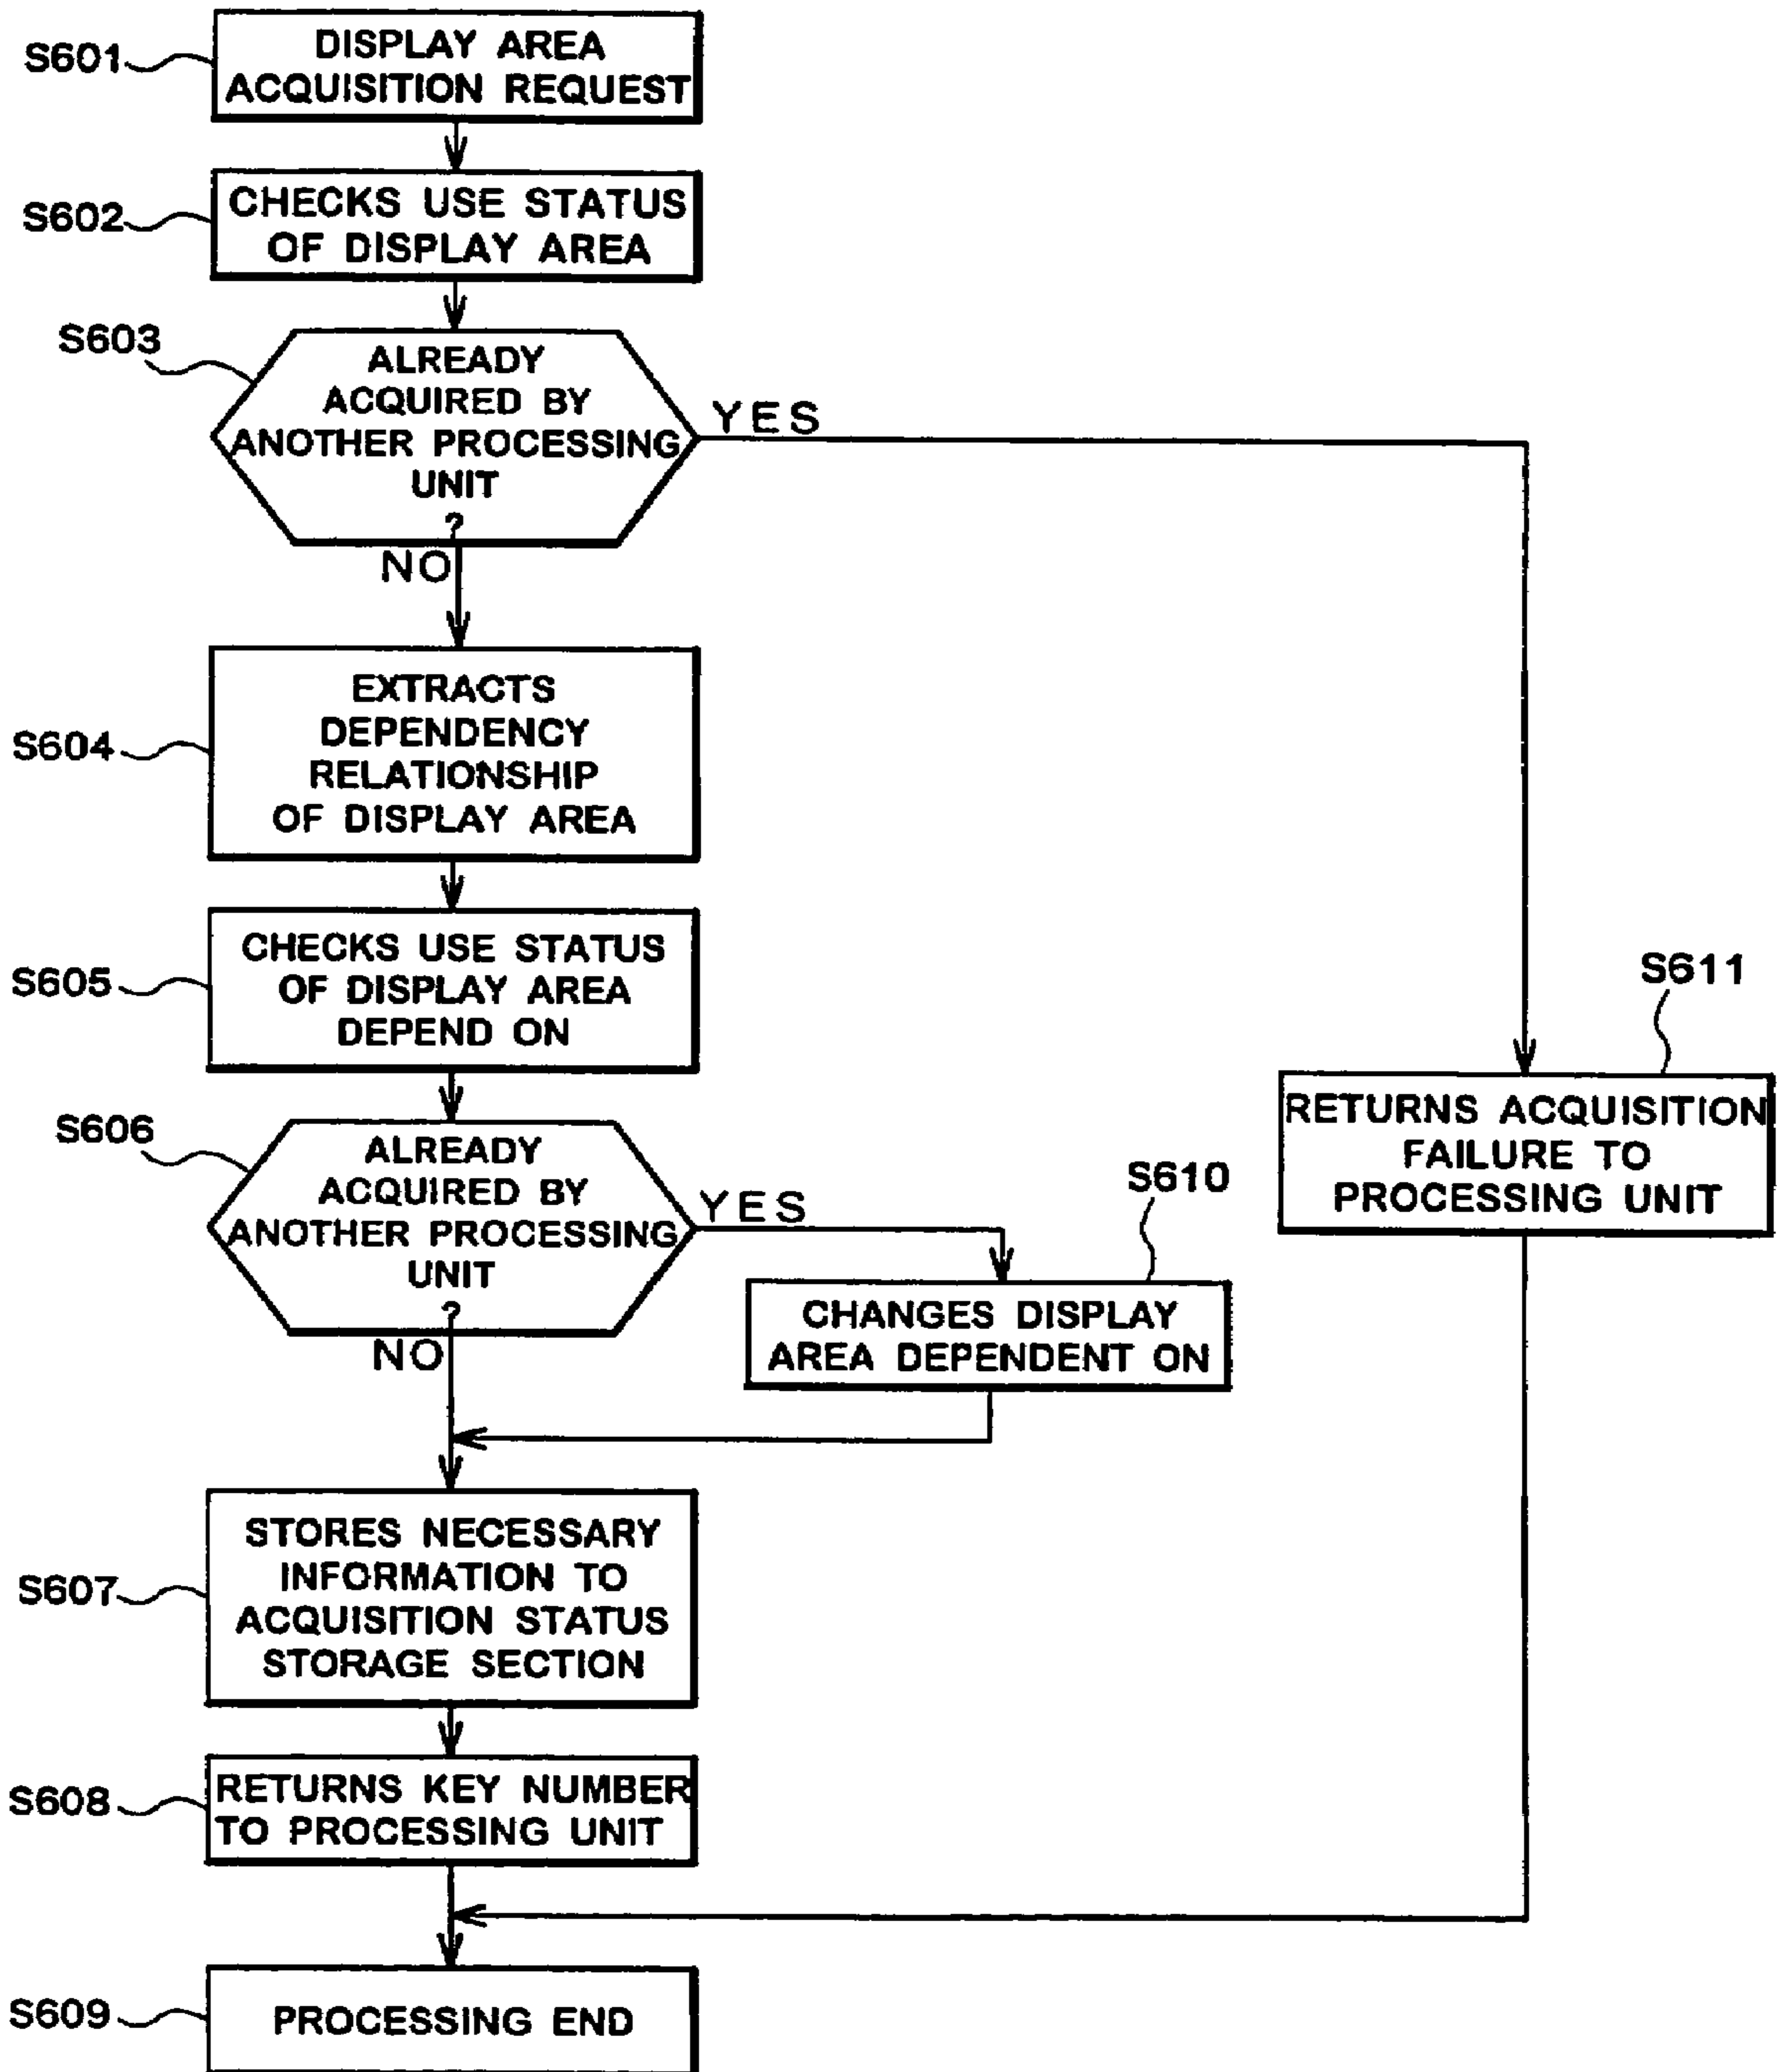 S601
DISPLAY AREA
ACQUISITION REQUEST
S602
CHECKS USE STATUS
OF DISPLAY AREA
S603
ALREADY
ACQUIRED BY
ANOTHER PROCESSING
UNIT
?
YES
NO
S604
EXTRACTS
DEPENDENCY
RELATIONSHIP
OF DISPLAY AREA
S605
CHECKS USE STATUS
OF DISPLAY AREA
DEPEND ON
S611
RETURNS ACQUISITION
FAILURE TO
PROCESSING UNIT
S606
ALREADY
ACQUIRED BY
ANOTHER PROCESSING
UNIT
?
YES
NO
S610
CHANGES DISPLAY
AREA DEPENDENT ON
S607
STORES NECESSARY
INFORMATION TO
ACQUISITION STATUS
STORAGE SECTION
S608
RETURNS KEY NUMBER
TO PROCESSING UNIT
S609
PROCESSING END